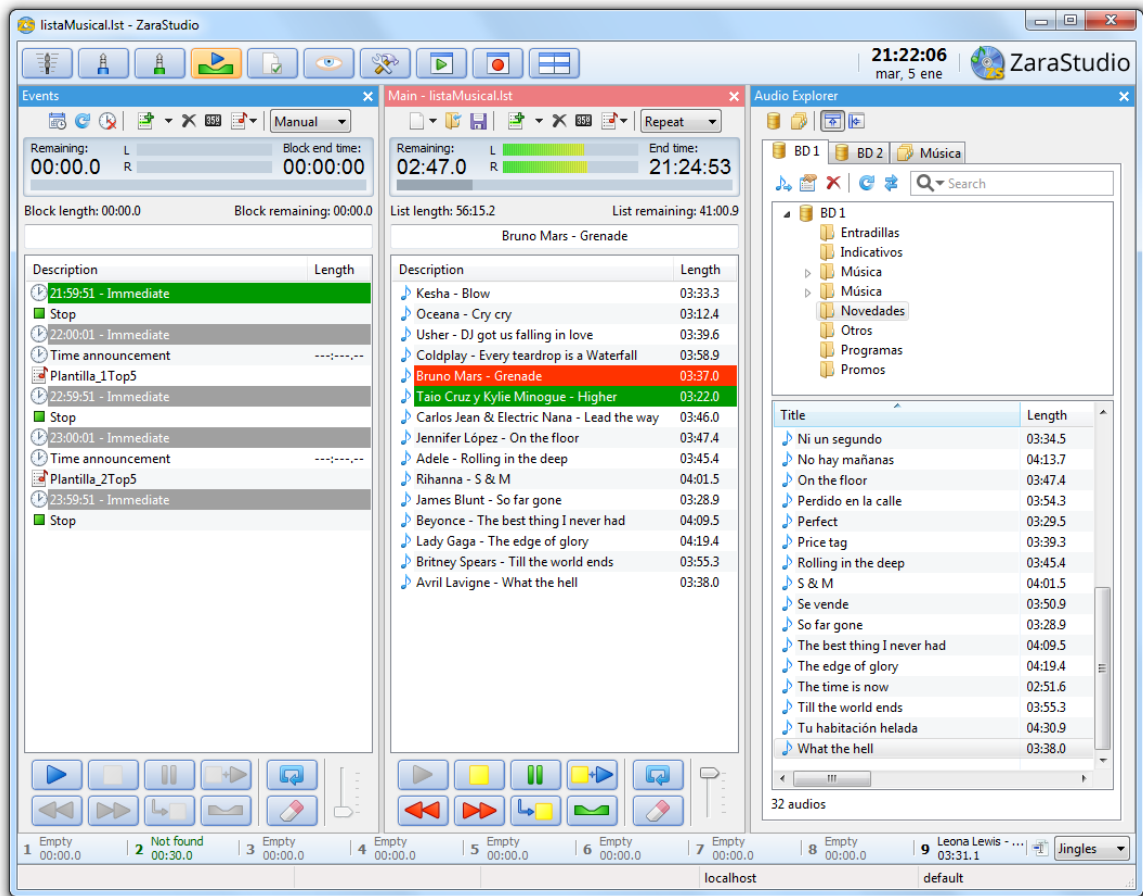 listaMusical.lst - ZaraStudio
21:22:06
mar, 5 ene
ZaraStudio
Events
Manual
Remaining:
00:00.0
L
R
Block end time:
00:00:00
Block length: 00:00.0
Block remaining: 00:00.0
Description Length
21:59:51 - Immediate
Stop
22:00:01 - Immediate
Time announcement ---:---.--
Plantilla_1Top5
22:59:51 - Immediate
Stop
23:00:01 - Immediate
Time announcement ---:---.--
Plantilla_2Top5
23:59:51 - Immediate
Stop
Main - listaMusical.lst
Repeat
Remaining:
02:47.0
L
R
End time:
21:24:53
List length: 56:15.2
List remaining: 41:00.9
Bruno Mars - Grenade
Description Length
Kesha - Blow 03:33.3
Oceana - Cry cry 03:12.4
Usher - DJ got us falling in love 03:39.6
Coldplay - Every teardrop is a Waterfall 03:58.9
Bruno Mars - Grenade 03:37.0
Taio Cruz y Kylie Minogue - Higher 03:22.0
Carlos Jean & Electric Nana - Lead the way 03:46.0
Jennifer López - On the floor 03:47.4
Adele - Rolling in the deep 03:45.4
Rihanna - S & M 04:01.5
James Blunt - So far gone 03:28.9
Beyonce - The best thing I never had 04:09.5
Lady Gaga - The edge of glory 04:19.4
Britney Spears - Till the world ends 03:55.3
Avril Lavigne - What the hell 03:38.0
Audio Explorer
BD 1 BD 2 Música
Search
BD 1
Entradillas
Indicativos
Música
Música
Novedades
Otros
Programas
Promos
Title Length
Ni un segundo 03:34.5
No hay mañanas 04:13.7
On the floor 03:47.4
Perdido en la calle 03:54.3
Perfect 03:29.5
Price tag 03:39.3
Rolling in the deep 03:45.4
S & M 04:01.5
Se vende 03:50.9
So far gone 03:28.9
The best thing I never had 04:09.5
The edge of glory 04:19.4
The time is now 02:51.6
Till the world ends 03:55.3
Tu habitación helada 04:30.9
What the hell 03:38.0
32 audios
1 Empty 00:00.0
2 Not found 00:30.0
3 Empty 00:00.0
4 Empty 00:00.0
5 Empty 00:00.0
6 Empty 00:00.0
7 Empty 00:00.0
8 Empty 00:00.0
9 Leona Lewis - ... 03:31.1
Jingles
localhost
default